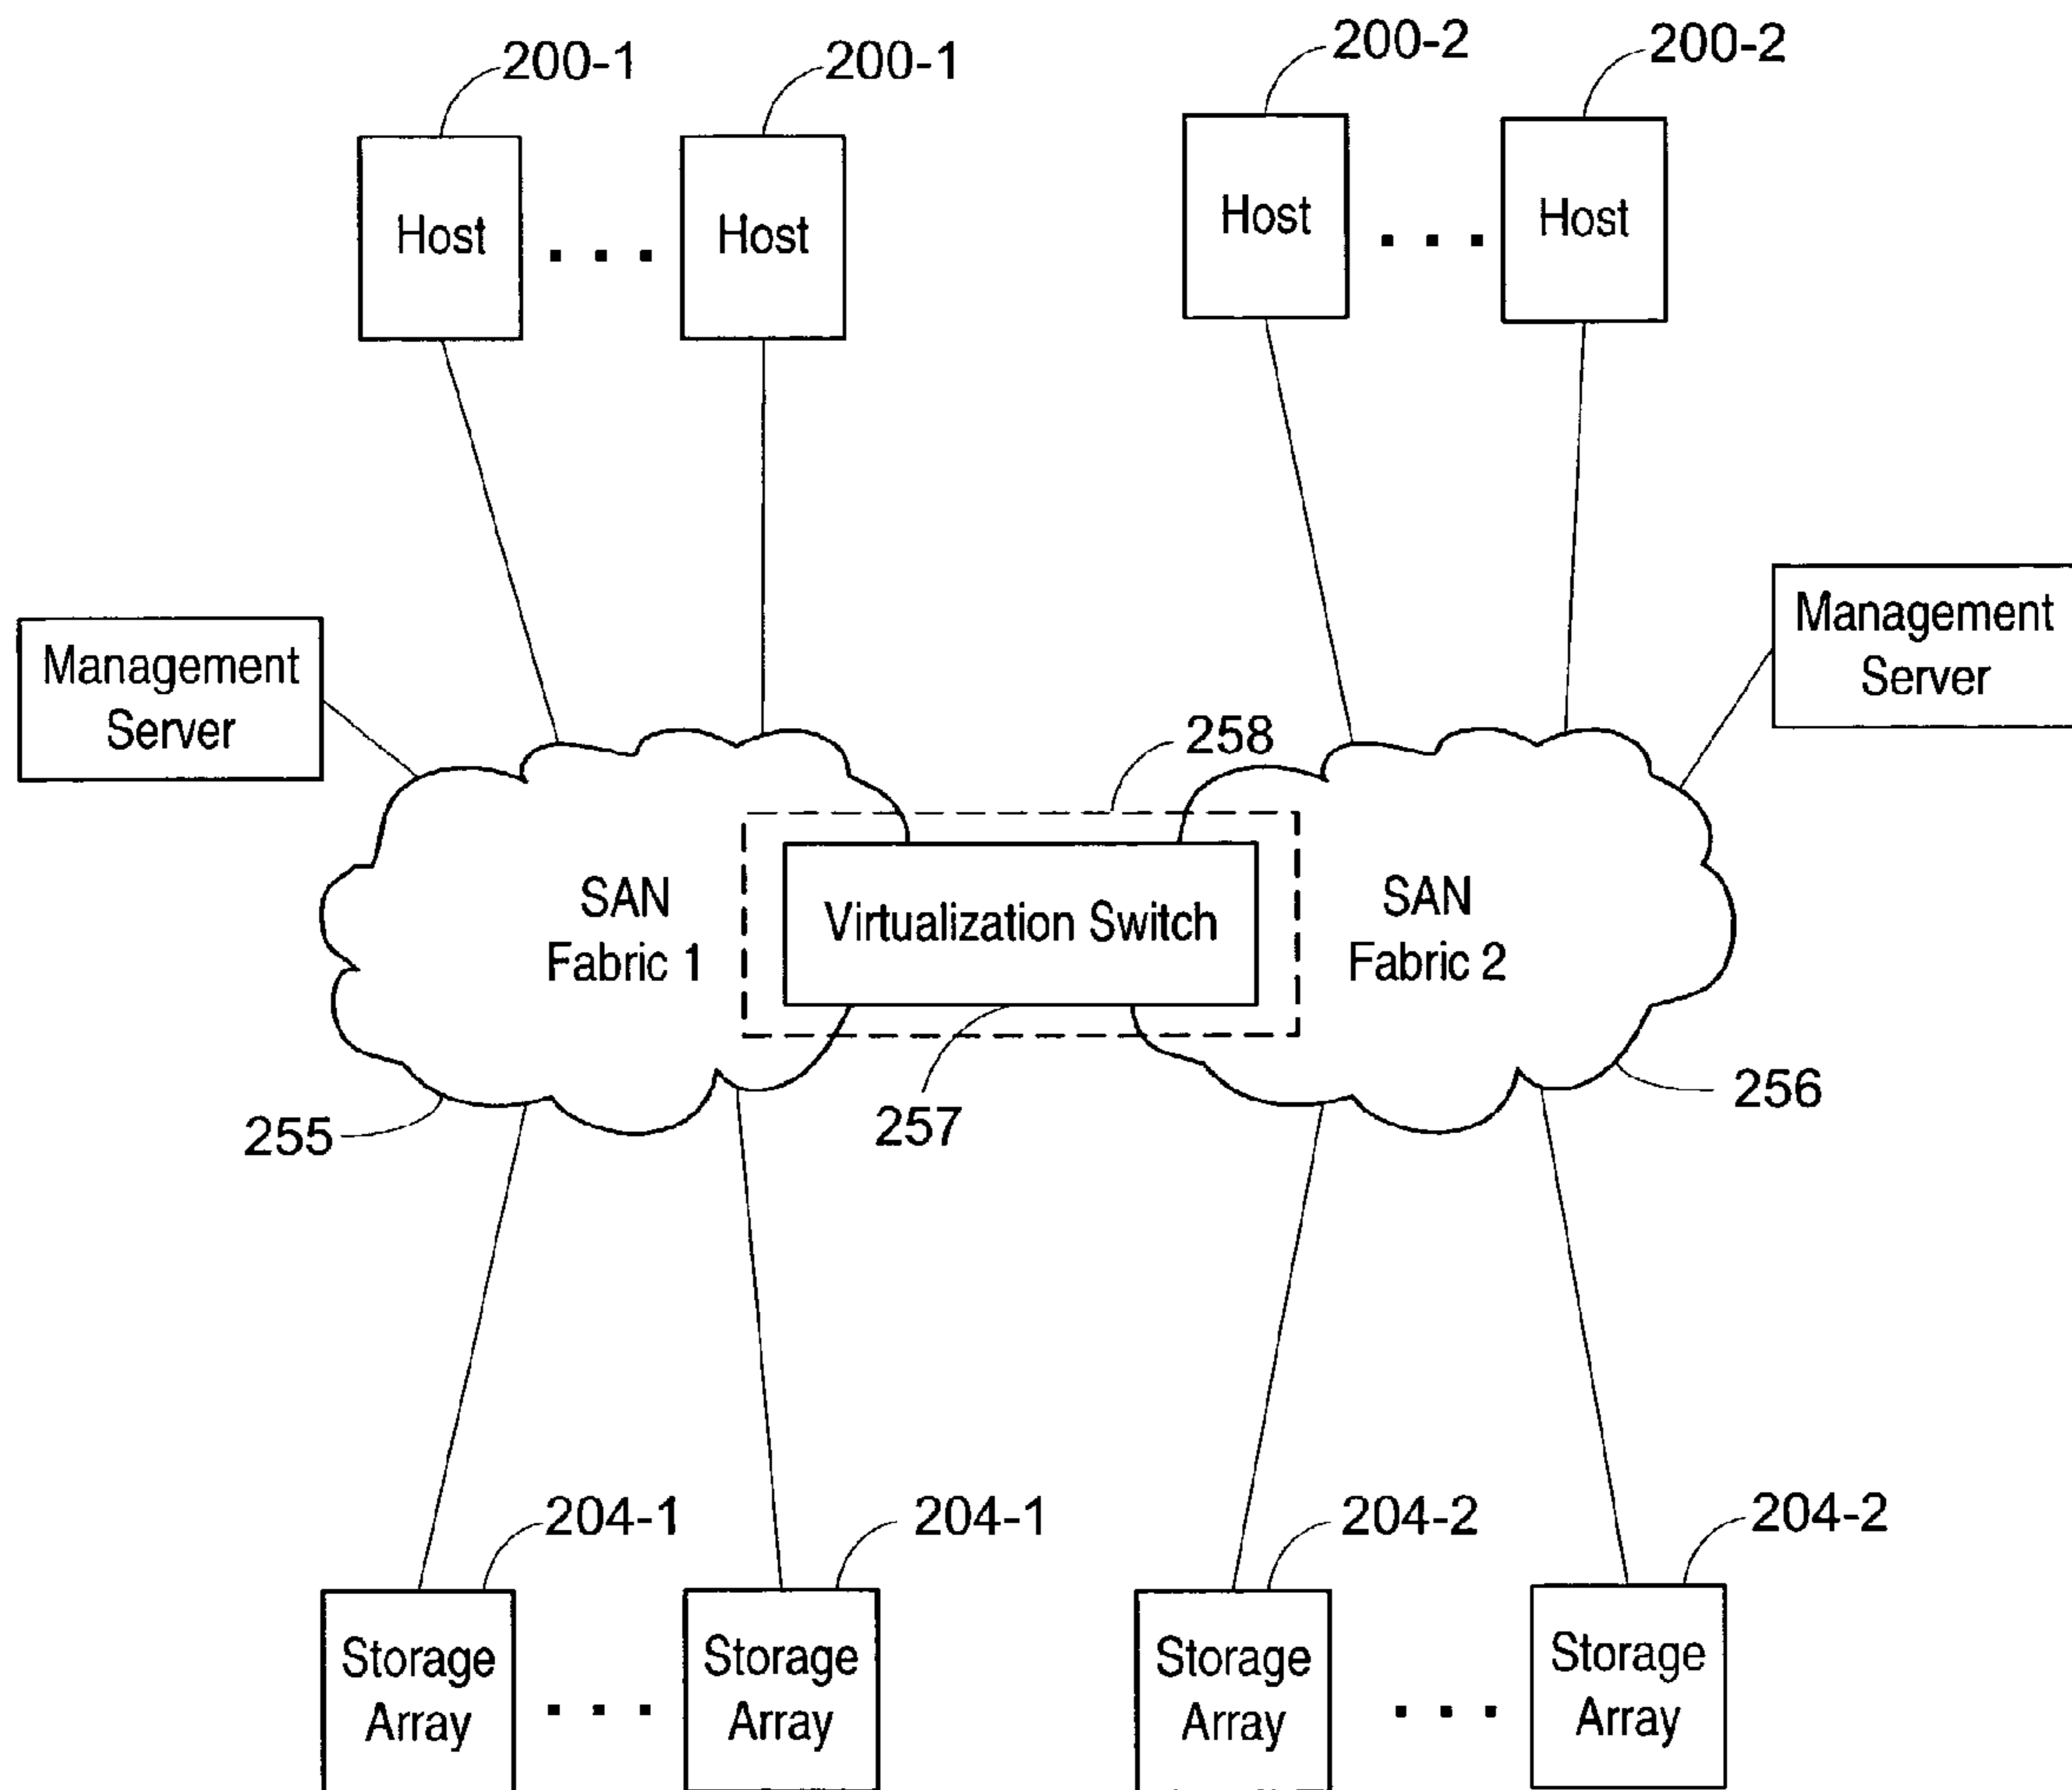 200-1
200-1
200-2
200-2
Host
Host
Host
Host
Management
Server
Management
Server
258
SAN
Fabric 1
Virtualization Switch
SAN
Fabric 2
255
257
256
204-1
204-1
204-2
204-2
Storage
Array
Storage
Array
Storage
Array
Storage
Array